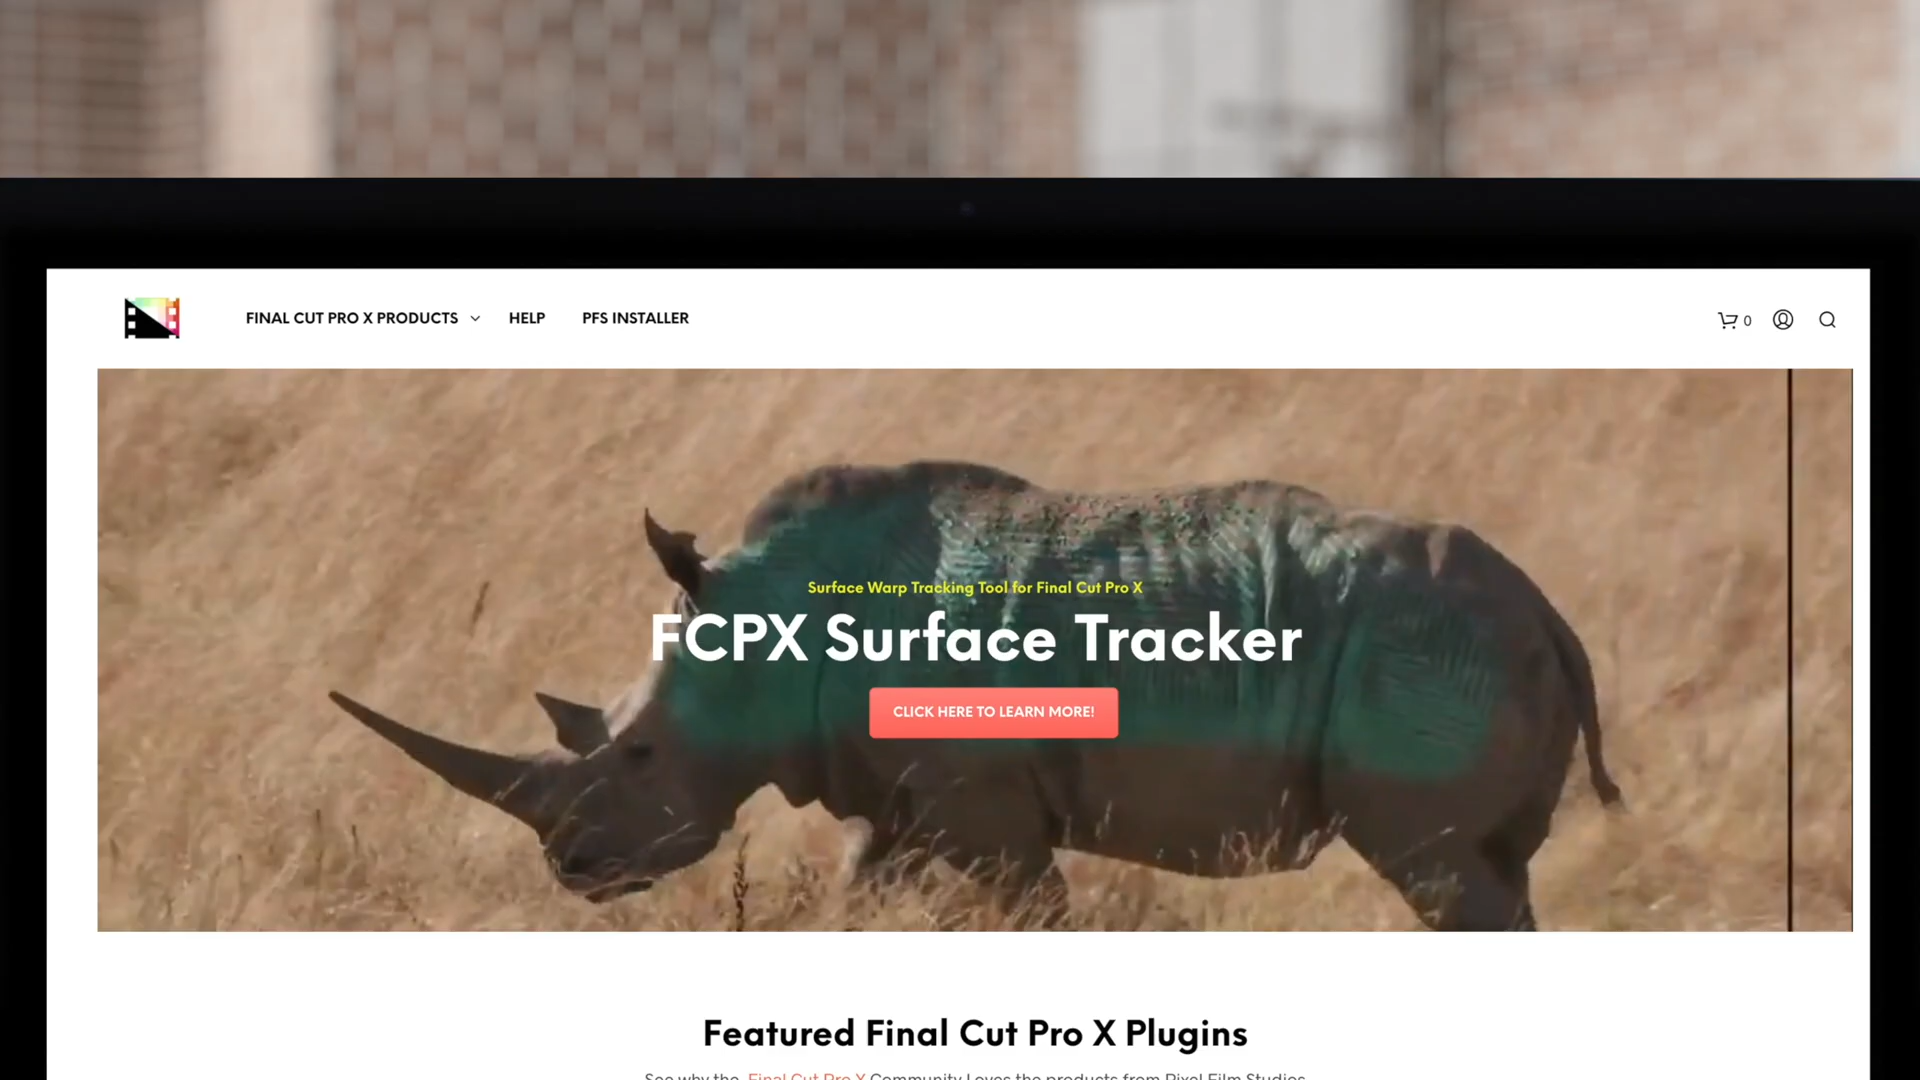 FINAL CUT PRO X PRODUCTS HELP PFS INSTALLER 0
Surface Warp Tracking Tool for Final Cut Pro X
FCPX Surface Tracker
CLICK HERE TO LEARN MORE!
Featured Final Cut Pro X Plugins
See why the Final Cut Pro X Community Loves the products from Pixel Film Studios